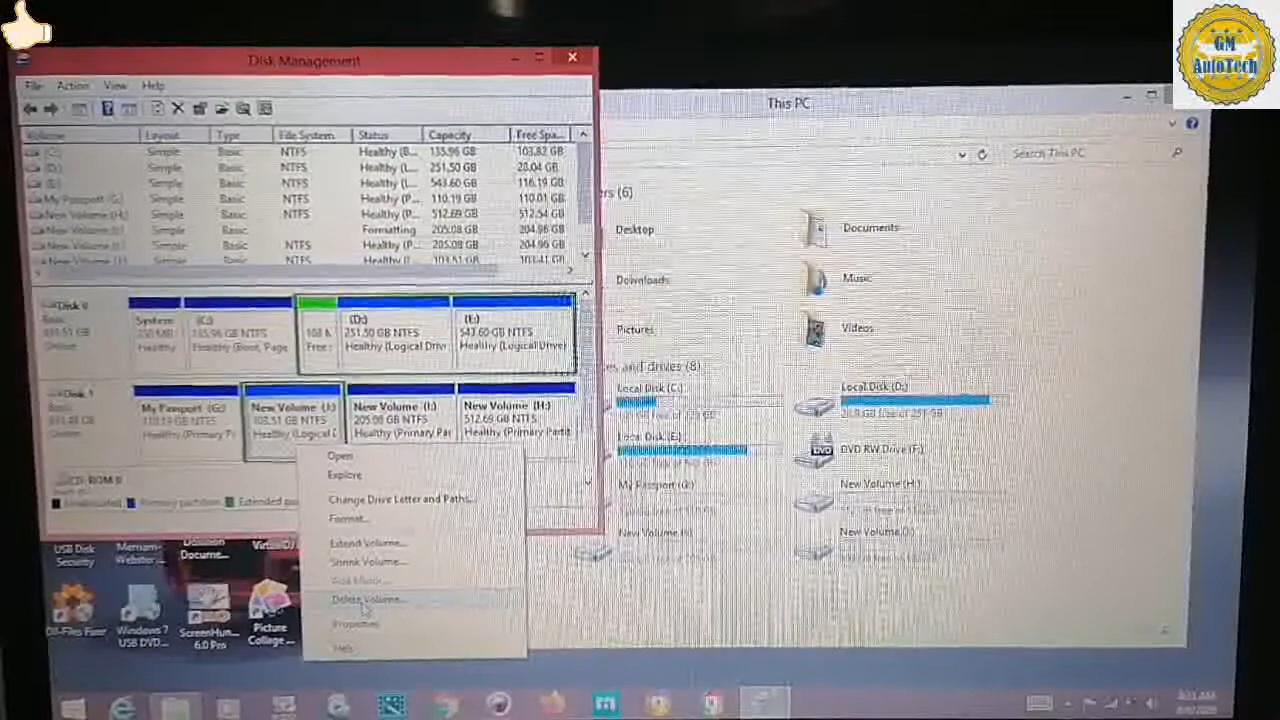 GM
AutoTech
Disk Management
File Action View Help
Volume Layout Type File System Status Capacity Free Spa...
(C:) Simple Basic NTFS Healthy (B... 135.96 GB 103.82 GB
(D:) Simple Basic NTFS Healthy (L... 251.50 GB 28.04 GB
(E:) Simple Basic NTFS Healthy (L... 543.60 GB 116.19 GB
My Passport (G:) Simple Basic NTFS Healthy (P... 110.19 GB 110.01 GB
New Volume (H:) Simple Basic NTFS Healthy (P... 512.69 GB 512.54 GB
New Volume Simple Basic Formatting 205.08 GB 204.96 GB
New Volume Simple Basic NTFS Healthy (P... 205.08 GB 204.96 GB
New Volume Simple Basic NTFS Healthy (L... 103.51 GB 103.41 GB
Disk 0
Basic
931.51 GB
Online
System
Healthy
(C:)
135.96 GB NTFS
Healthy (Boot, Page
Free
(D:)
251.50 GB NTFS
Healthy (Logical Driv
(E:)
543.60 GB NTFS
Healthy (Logical Drive)
Disk 1
Basic
Online
My Passport (G:)
110.19 GB NTFS
Healthy (Primary P
New Volume (J:)
103.51 GB NTFS
Healthy (Logical D
New Volume (I:)
205.08 GB NTFS
Healthy (Primary Par
New Volume (H:)
512.69 GB NTFS
Healthy (Primary Partit
CD-ROM 0
Unallocated Primary partition Extended pa
Open
Explore
Change Drive Letter and Paths...
Format...
Extend Volume...
Shrink Volume...
Add Mirror...
Delete Volume...
Properties
Help
This PC
Search This PC
ers (6)
Desktop
Documents
Downloads
Music
Pictures
Videos
es and drives (8)
Local Disk (C:)
Local Disk (D:)
28.0 GB free of 251 GB
Local Disk (E:)
DVD RW Drive (F:)
My Passport (G:)
New Volume (H:)
New Volume (I:)
New Volume (J:)
USB Disk
Security
Merriam-
Webster...
Docume...
Windows 7
USB DVD...
ScreenHun...
6.0 Pro
Picture
Collage ...